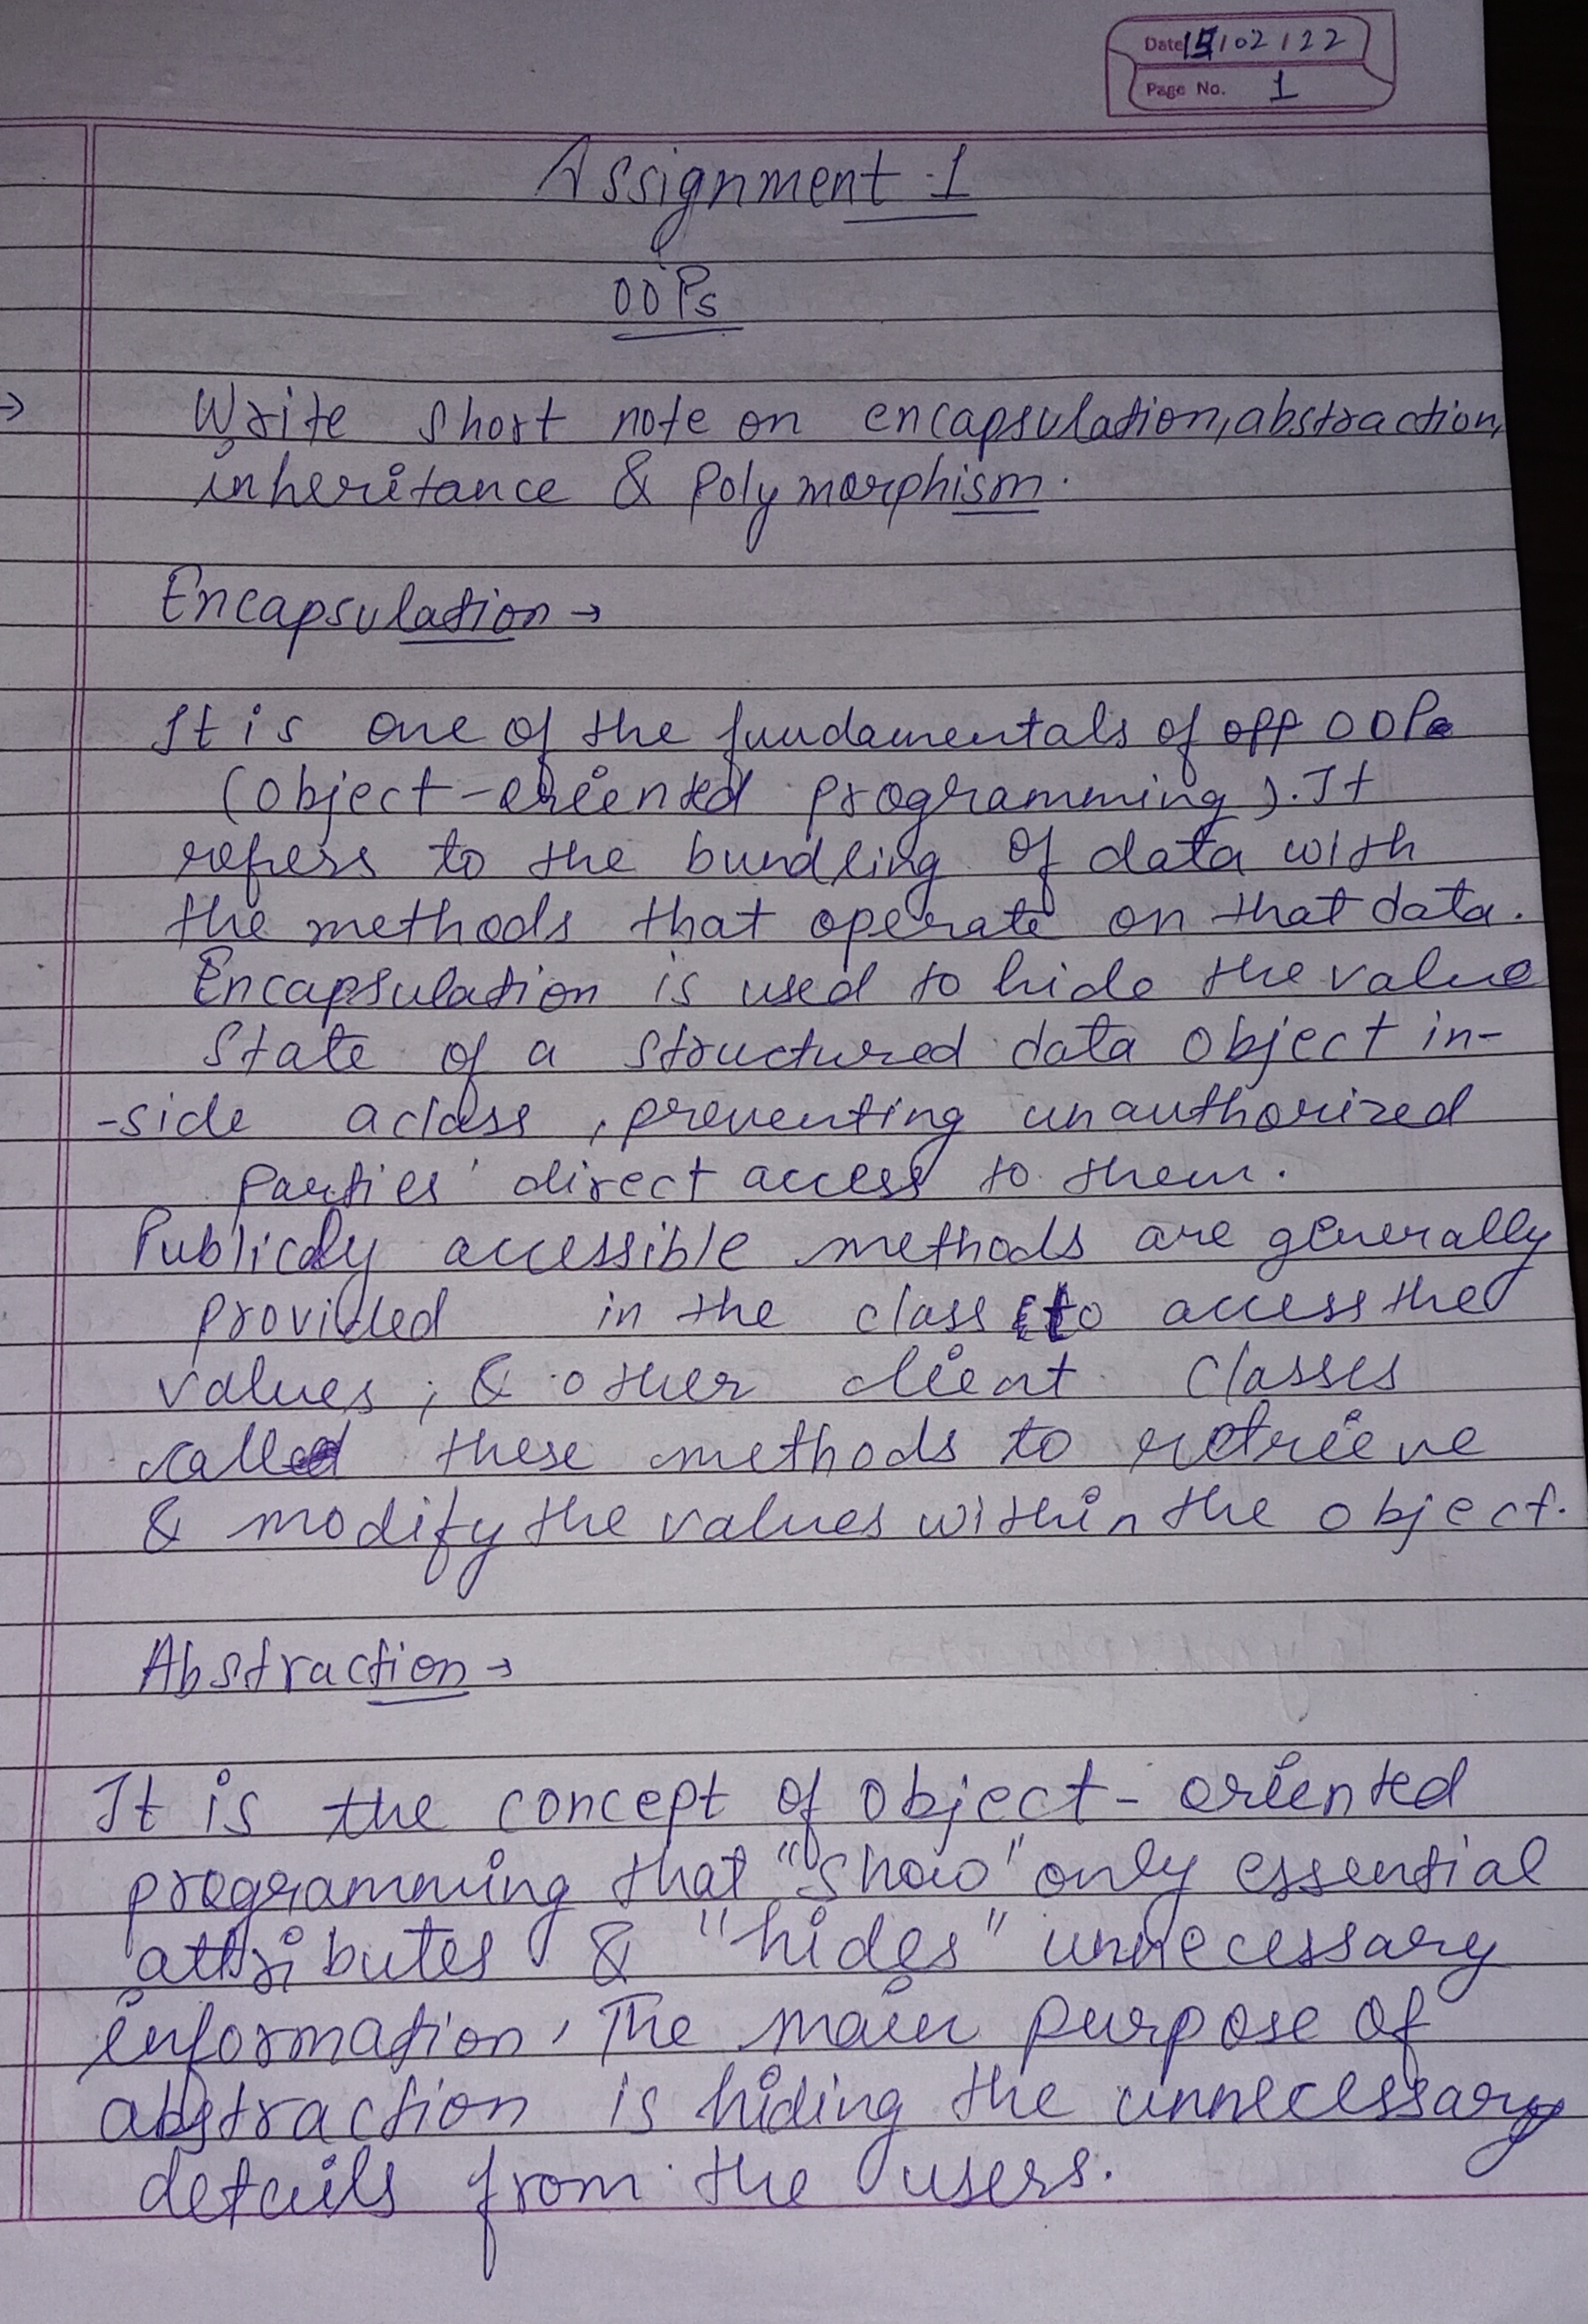 Date 15/02/22
Page No. 1
Assignment-1
OOPs
→ Write short note on encapsulation, abstraction,
inheritance & polymorphism.
Encapsulation →
It is one of the fundamentals of OOPs
(object-oriented programming). It
refers to the bundling of data with
the methods that operate on that data.
Encapsulation is used to hide the value
State of a structured data object in-
-side a class, preventing unauthorized
parties' direct access to them.
Publicly accessible methods are generally
provided in the class to access the
values, & other client classes
called these methods to retrieve
& modify the values within the object.
Abstraction →
It is the concept of object-oriented
programming that "show" only essential
attributes & "hides" unnecessary
information, The main purpose of
abstraction is hiding the unnecessary
details from the users.